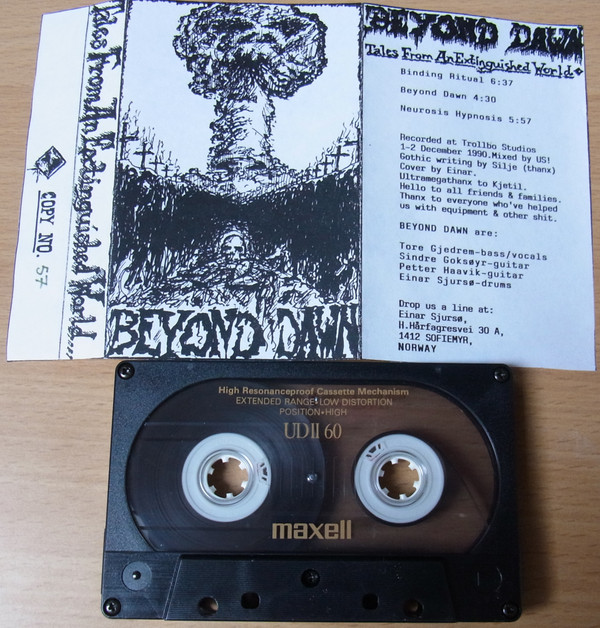 Tales From An Extinguished World...
COPY NO. 57
BEYOND DAWN
BEYOND DAWN
Tales From An Extinguished World
Binding Ritual 6:37
Beyond Dawn 4:30
Neurosis Hypnosis 5:57
Recorded at Trollbo Studios
1-2 December 1990.Mixed by US!
Gothic writing by Silje (thanx)
Cover by Einar.
Ultramegathanx to Kjetil.
Hello to all friends & families.
Thanx to everyone who've helped
us with equipment & other shit.
BEYOND DAWN are:
Tore Gjedrem-bass/vocals
Sindre Goksøyr-guitar
Petter Haavik-guitar
Einar Sjursø-drums
Drop us a line at:
Einar Sjursø,
H.Hårfagresvei 30 A,
1412 SOFIEMYR,
NORWAY
High Resonanceproof Cassette Mechanism
EXTENDED RANGE•LOW DISTORTION
POSITION•HIGH
UDII 60
maxell